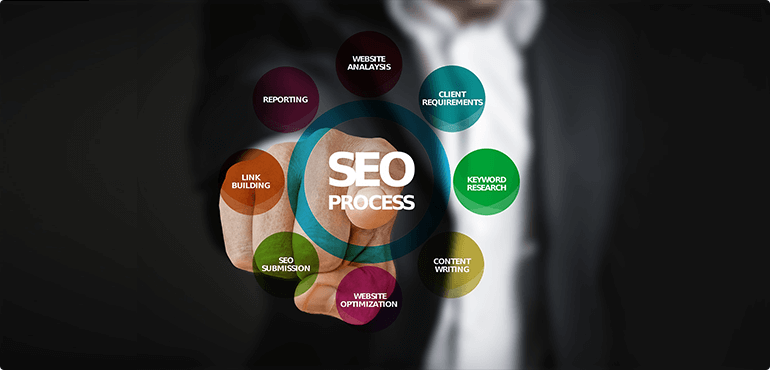 SEO
PROCESS
WEBSITE
ANALAYSIS
CLIENT
REQUIREMENTS
KEYWORD
RESEARCH
CONTENT
WRITING
WEBSITE
OPTIMIZATION
SEO
SUBMISSION
LINK
BUILDING
REPORTING